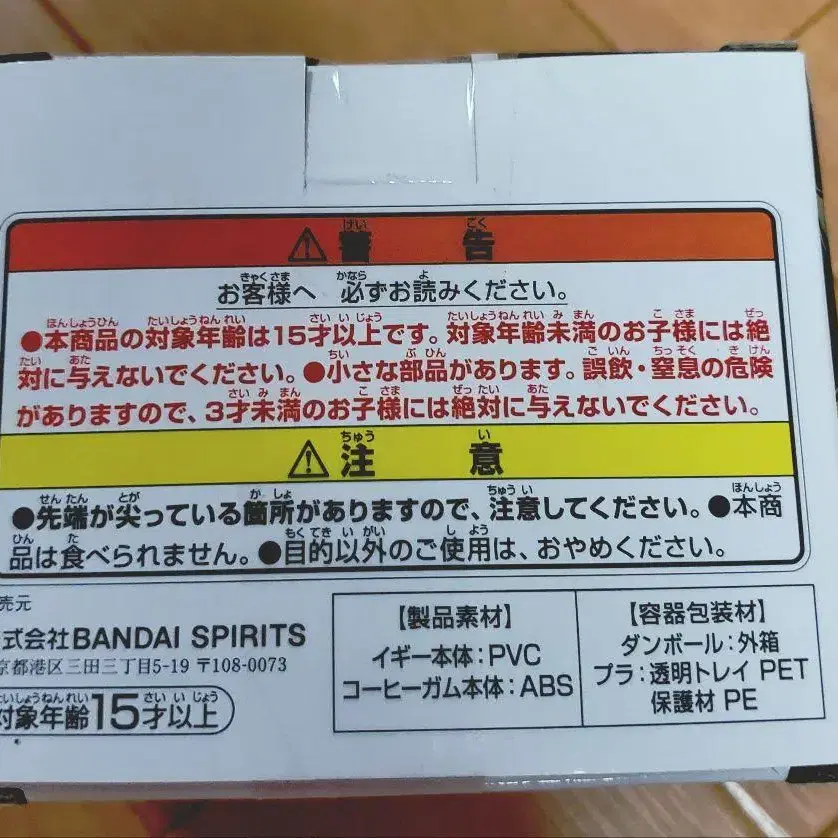 ⚠警告
お客様へ 必ずお読みください。
●本商品の対象年齢は15才以上です。対象年齢未満のお子様には絶
対に与えないでください。●小さな部品があります。誤飲・窒息の危険
がありますので、3才未満のお子様には絶対に与えないでください。
⚠注意
●先端が尖っている箇所がありますので、注意してください。●本商
品は食べられません。●目的以外のご使用は、おやめください。
売元
式会社BANDAI SPIRITS
京都港区三田三丁目5-19 〒108-0073
対象年齢15才以上
【製品素材】
イギー本体:PVC
コーヒーガム本体:ABS
【容器包装材】
ダンボール:外箱
プラ:透明トレイ PET
保護材 PE